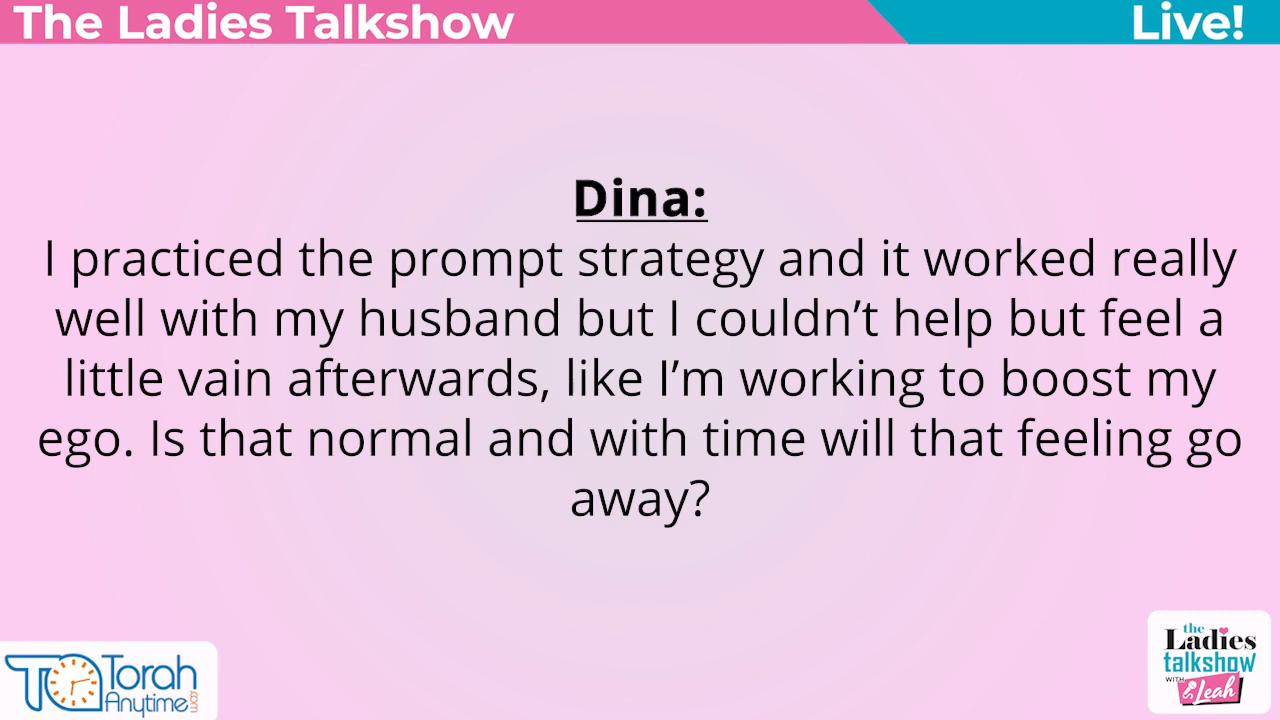 The Ladies Talkshow
Live!
Dina:
I practiced the prompt strategy and it worked really
well with my husband but I couldn’t help but feel a
little vain afterwards, like I’m working to boost my
ego. Is that normal and with time will that feeling go
away?
TA Torah
Anytime.com
the
Ladies
talkshow
WITH
Leah